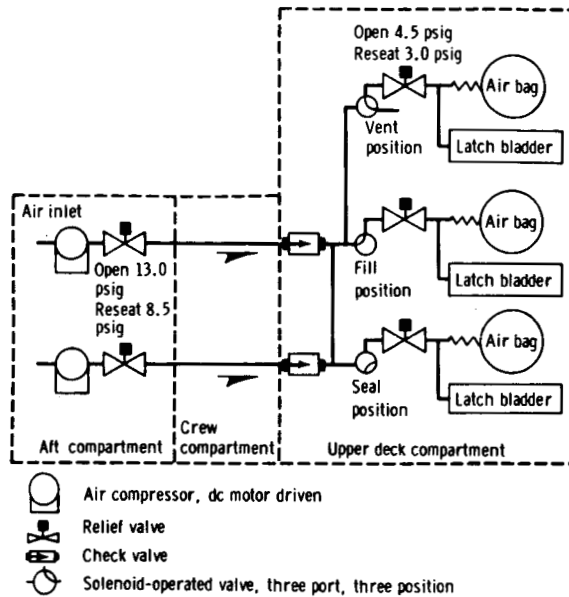 Open 4.5 psig
Reseat 3.0 psig
Air bag
Vent
position
Latch bladder
Air inlet
Open 13.0
psig
Reseat 8.5
psig
Air bag
Fill
position
Latch bladder
Air bag
Seal
position
Latch bladder
Aft compartment
Crew
compartment
Upper deck compartment
Air compressor, dc motor driven
Relief valve
Check valve
Solenoid-operated valve, three port, three position